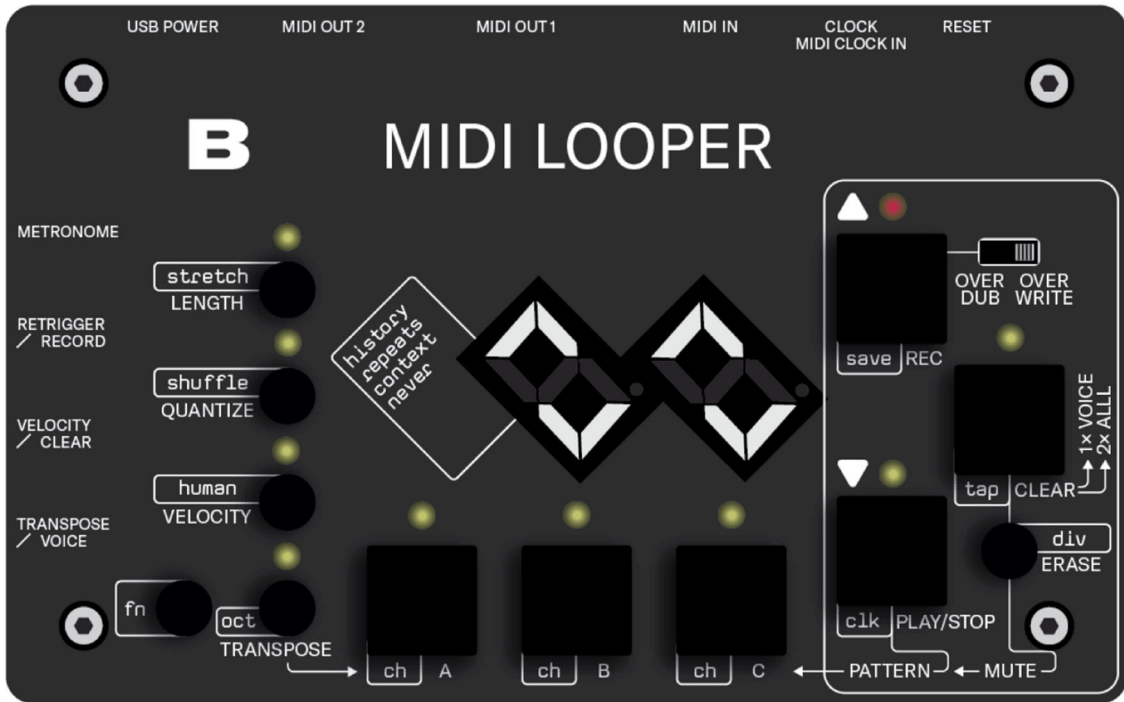 USB POWER
MIDI OUT 2
MIDI OUT 1
MIDI IN
CLOCK
MIDI CLOCK IN
RESET
B
MIDI LOOPER
METRONOME
stretch
LENGTH
RETRIGGER
/ RECORD
shuffle
QUANTIZE
VELOCITY
/ CLEAR
human
VELOCITY
TRANSPOSE
/ VOICE
fn
oct
TRANSPOSE
history
repeats
context
never
ch A
ch B
ch C
OVER
DUB
OVER
WRITE
save REC
1× VOICE
2× ALLL
tap CLEAR
div
ERASE
clk PLAY/STOP
PATTERN
MUTE